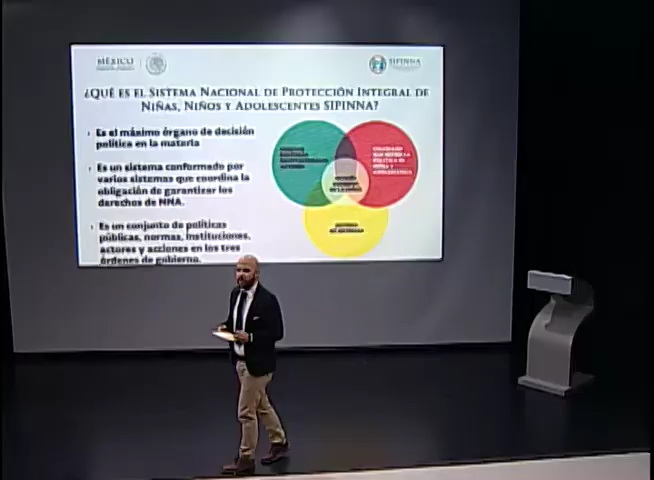 MÉXICO
SIPINNA
¿QUÉ ES EL SISTEMA NACIONAL DE PROTECCIÓN INTEGRAL DE
NIÑAS, NIÑOS Y ADOLESCENTES SIPINNA?
Es el máximo órgano de decisión
política en la materia
Es un sistema conformado por
varios sistemas que coordina la
obligación de garantizar los
derechos de NNA.
Es un conjunto de políticas
públicas, normas, instituciones,
actores y acciones en los tres
órdenes de gobierno.